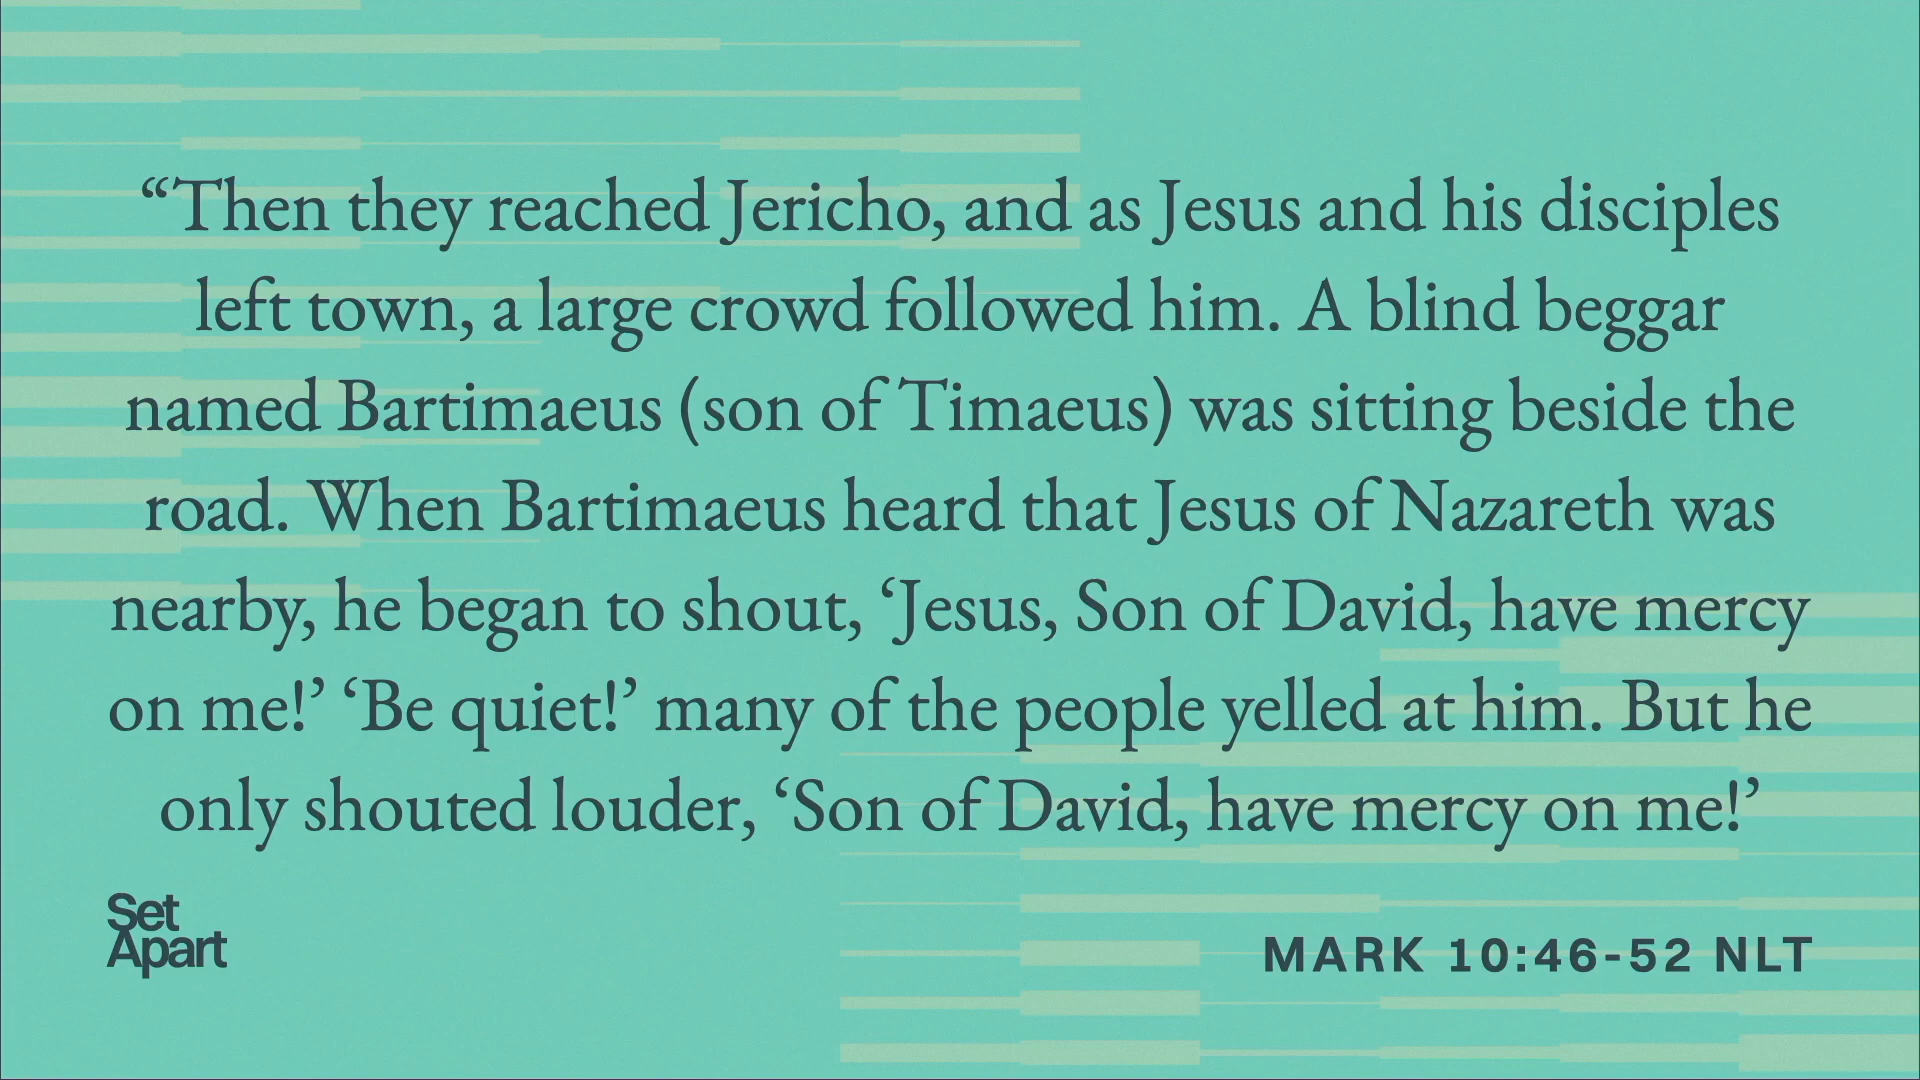 “Then they reached Jericho, and as Jesus and his disciples
left town, a large crowd followed him. A blind beggar
named Bartimaeus (son of Timaeus) was sitting beside the
road. When Bartimaeus heard that Jesus of Nazareth was
nearby, he began to shout, ‘Jesus, Son of David, have mercy
on me!’ ‘Be quiet!’ many of the people yelled at him. But he
only shouted louder, ‘Son of David, have mercy on me!’
Set
Apart
MARK 10:46-52 NLT